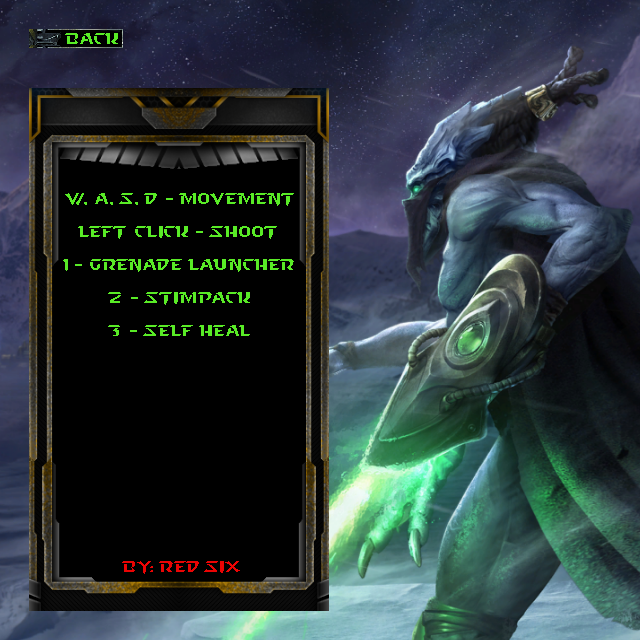 BACK
W. A. S. D - MOVEMENT
LEFT CLICK - SHOOT
1 - GRENADE LAUNCHER
2 - STIMPACK
3 - SELF HEAL
BY: RED SIX